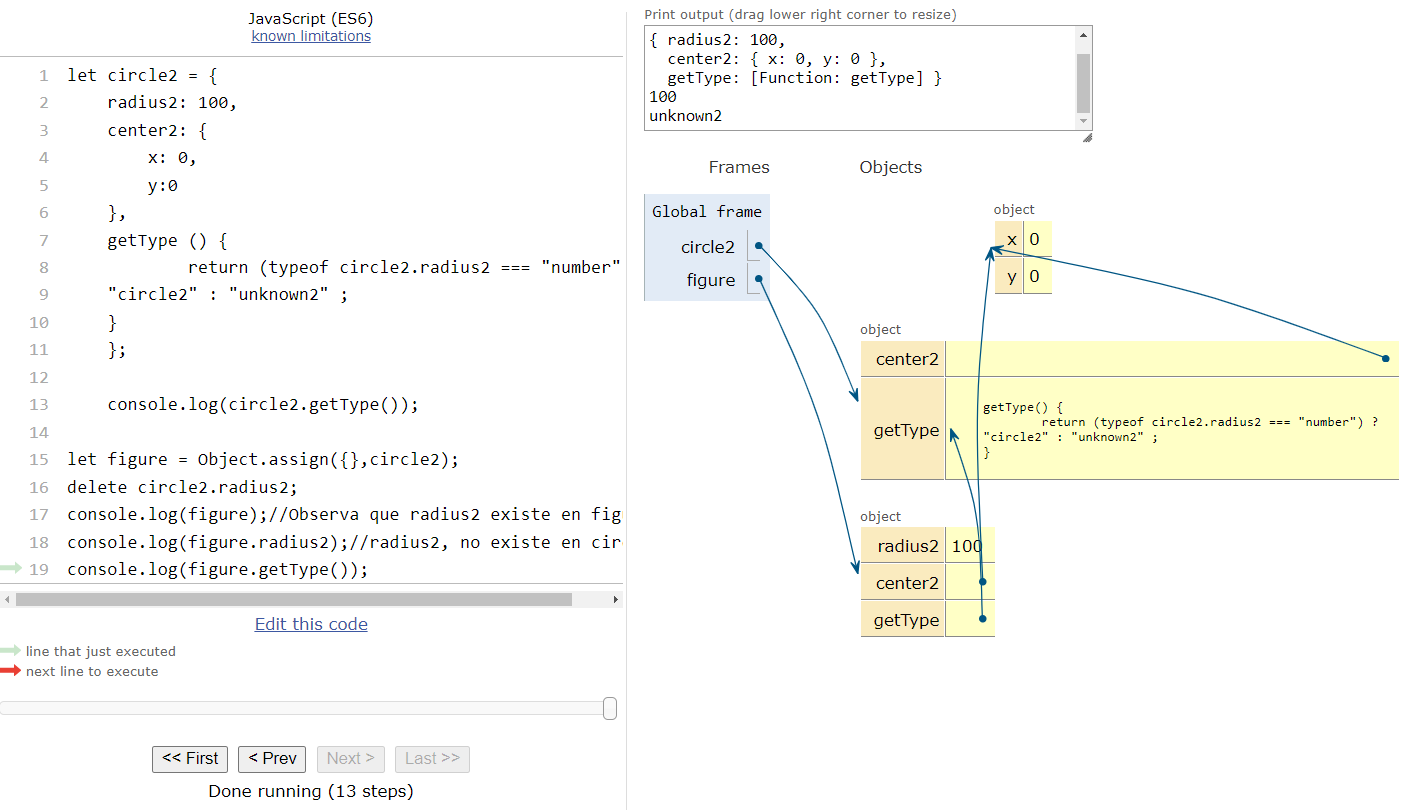 JavaScript (ES6)
known limitations
1 let circle2 = {
2 radius2: 100,
3 center2: {
4 x: 0,
5 y:0
6 },
7 getType () {
8 return (typeof circle2.radius2 === "number"
9 "circle2" : "unknown2" ;
10 }
11 };
12
13 console.log(circle2.getType());
14
15 let figure = Object.assign({},circle2);
16 delete circle2.radius2;
17 console.log(figure);//Observa que radius2 existe en fig
18 console.log(figure.radius2);//radius2, no existe en cir
19 console.log(figure.getType());
Edit this code
line that just executed
next line to execute
<< First < Prev Next > Last >>
Done running (13 steps)
Print output (drag lower right corner to resize)
{ radius2: 100,
center2: { x: 0, y: 0 },
getType: [Function: getType] }
100
unknown2
Frames Objects
Global frame
circle2
figure
object
x 0
y 0
object
center2
getType
getType() {
return (typeof circle2.radius2 === "number") ?
"circle2" : "unknown2" ;
}
object
radius2 100
center2
getType